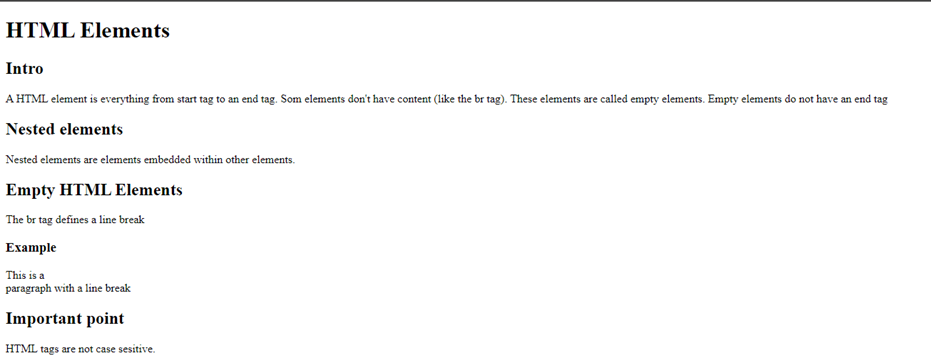 HTML Elements
Intro
A HTML element is everything from start tag to an end tag. Som elements don't have content (like the br tag). These elements are called empty elements. Empty elements do not have an end tag
Nested elements
Nested elements are elements embedded within other elements.
Empty HTML Elements
The br tag defines a line break
Example
This is a
paragraph with a line break
Important point
HTML tags are not case sesitive.